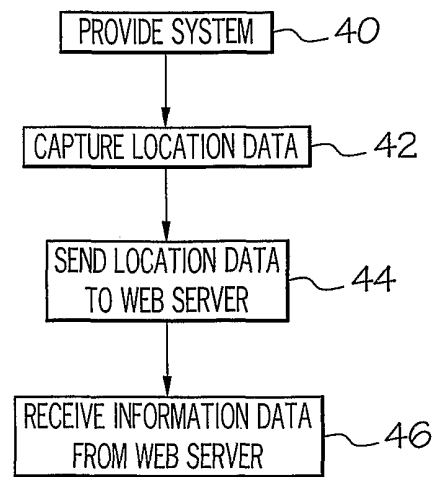 PROVIDE SYSTEM 40
CAPTURE LOCATION DATA 42
SEND LOCATION DATA
TO WEB SERVER
44
RECEIVE INFORMATION DATA
FROM WEB SERVER
46